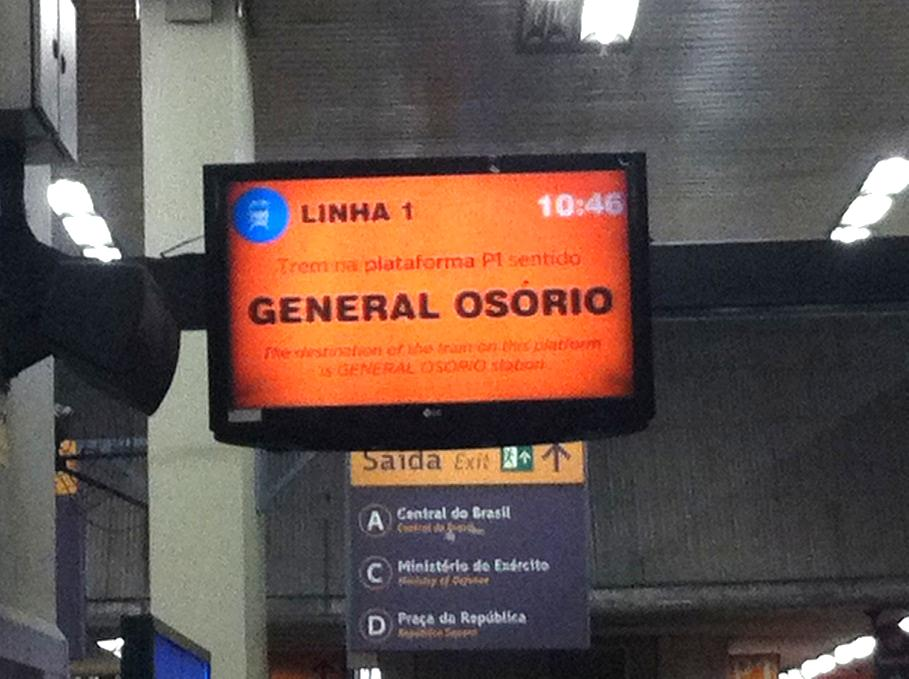 LINHA 1
10:46
Trem na plataforma P1 sentido
GENERAL OSÓRIO
The destination of the train on this platform
is GENERAL OSÓRIO station.
LG
Saída Exit
A Central do Brasil
Central do Brasil
C Ministério do Exército
Ministry of Defence
D Praça da República
República Square